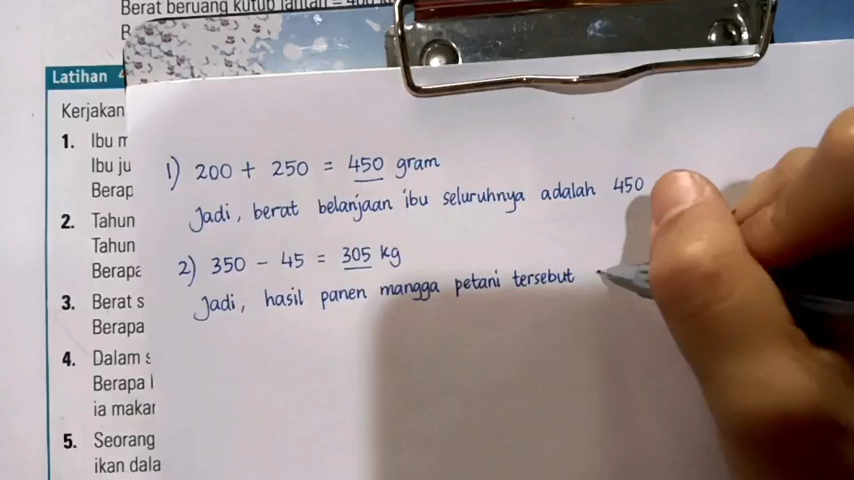 Berat beruang kutub jantan = 400
Latihan 4
Kerjakan
1. Ibu m
Ibu ju
Berap
2. Tahun
Tahun
Berapa
3. Berat s
Berapa
4. Dalam s
Berapa l
ia makan
5. Seorang
ikan dala
1) 200 + 250 = 450 gram
Jadi, berat belanjaan ibu seluruhnya adalah 450
2) 350 - 45 = 305 kg
Jadi, hasil panen mangga petani tersebut